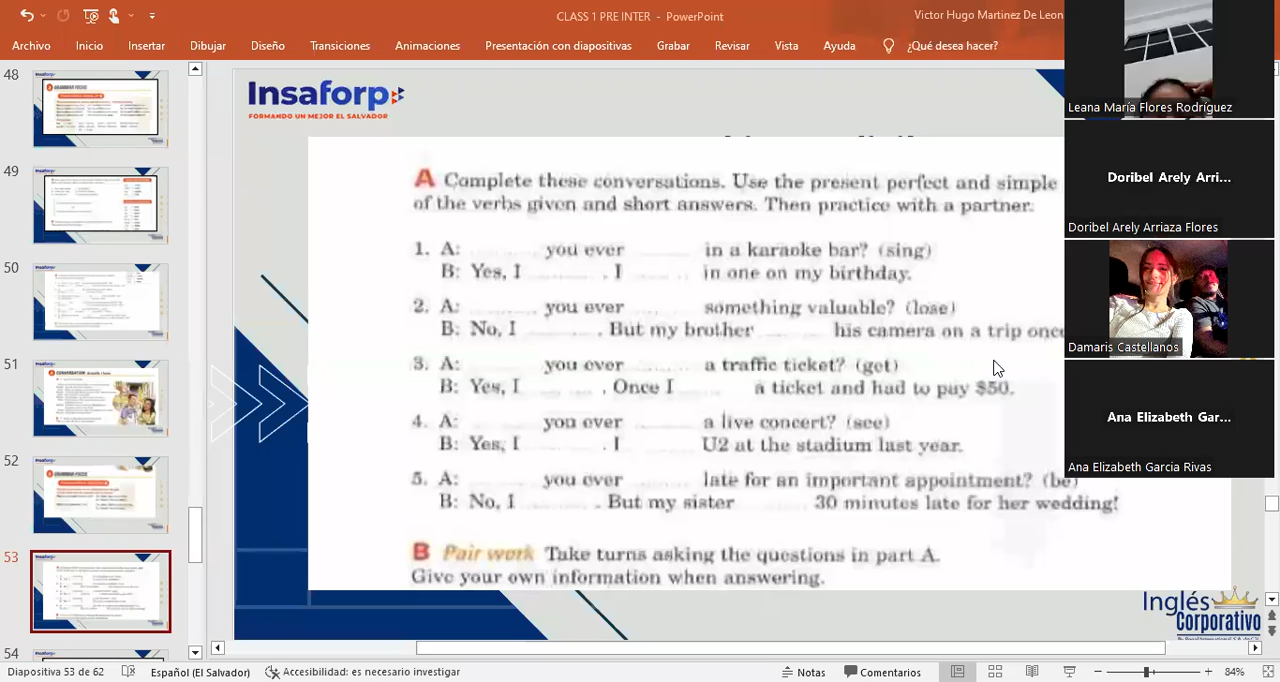 CLASS 1 PRE INTER - PowerPoint
Victor Hugo Martinez De Leon
Archivo Inicio Insertar Dibujar Diseño Transiciones Animaciones Presentación con diapositivas Grabar Revisar Vista Ayuda ¿Qué desea hacer?
48
49
50
51
52
53
54
Insaforp
FORMANDO UN MEJOR EL SALVADOR
A Complete these conversations. Use the present perfect and simple
of the verbs given and short answers. Then practice with a partner.
1. A: you ever in a karaoke bar? (sing)
B: Yes, I . I in one on my birthday.
2. A: you ever something valuable? (lose)
B: No, I . But my brother his camera on a trip once
3. A: you ever a traffic ticket? (get)
B: Yes, I . Once I a ticket and had to pay $50.
4. A: you ever a live concert? (see)
B: Yes, I . I U2 at the stadium last year.
5. A: you ever late for an important appointment? (be)
B: No, I . But my sister 30 minutes late for her wedding!
B Pair work Take turns asking the questions in part A.
Give your own information when answering.
Inglés
Corporativo
Leana María Flores Rodríguez
Doribel Arely Arri...
Doribel Arely Arriaza Flores
Damaris Castellanos
Ana Elizabeth Gar...
Ana Elizabeth Garcia Rivas
Diapositiva 53 de 62 Español (El Salvador) Accesibilidad: es necesario investigar Notas Comentarios 84%